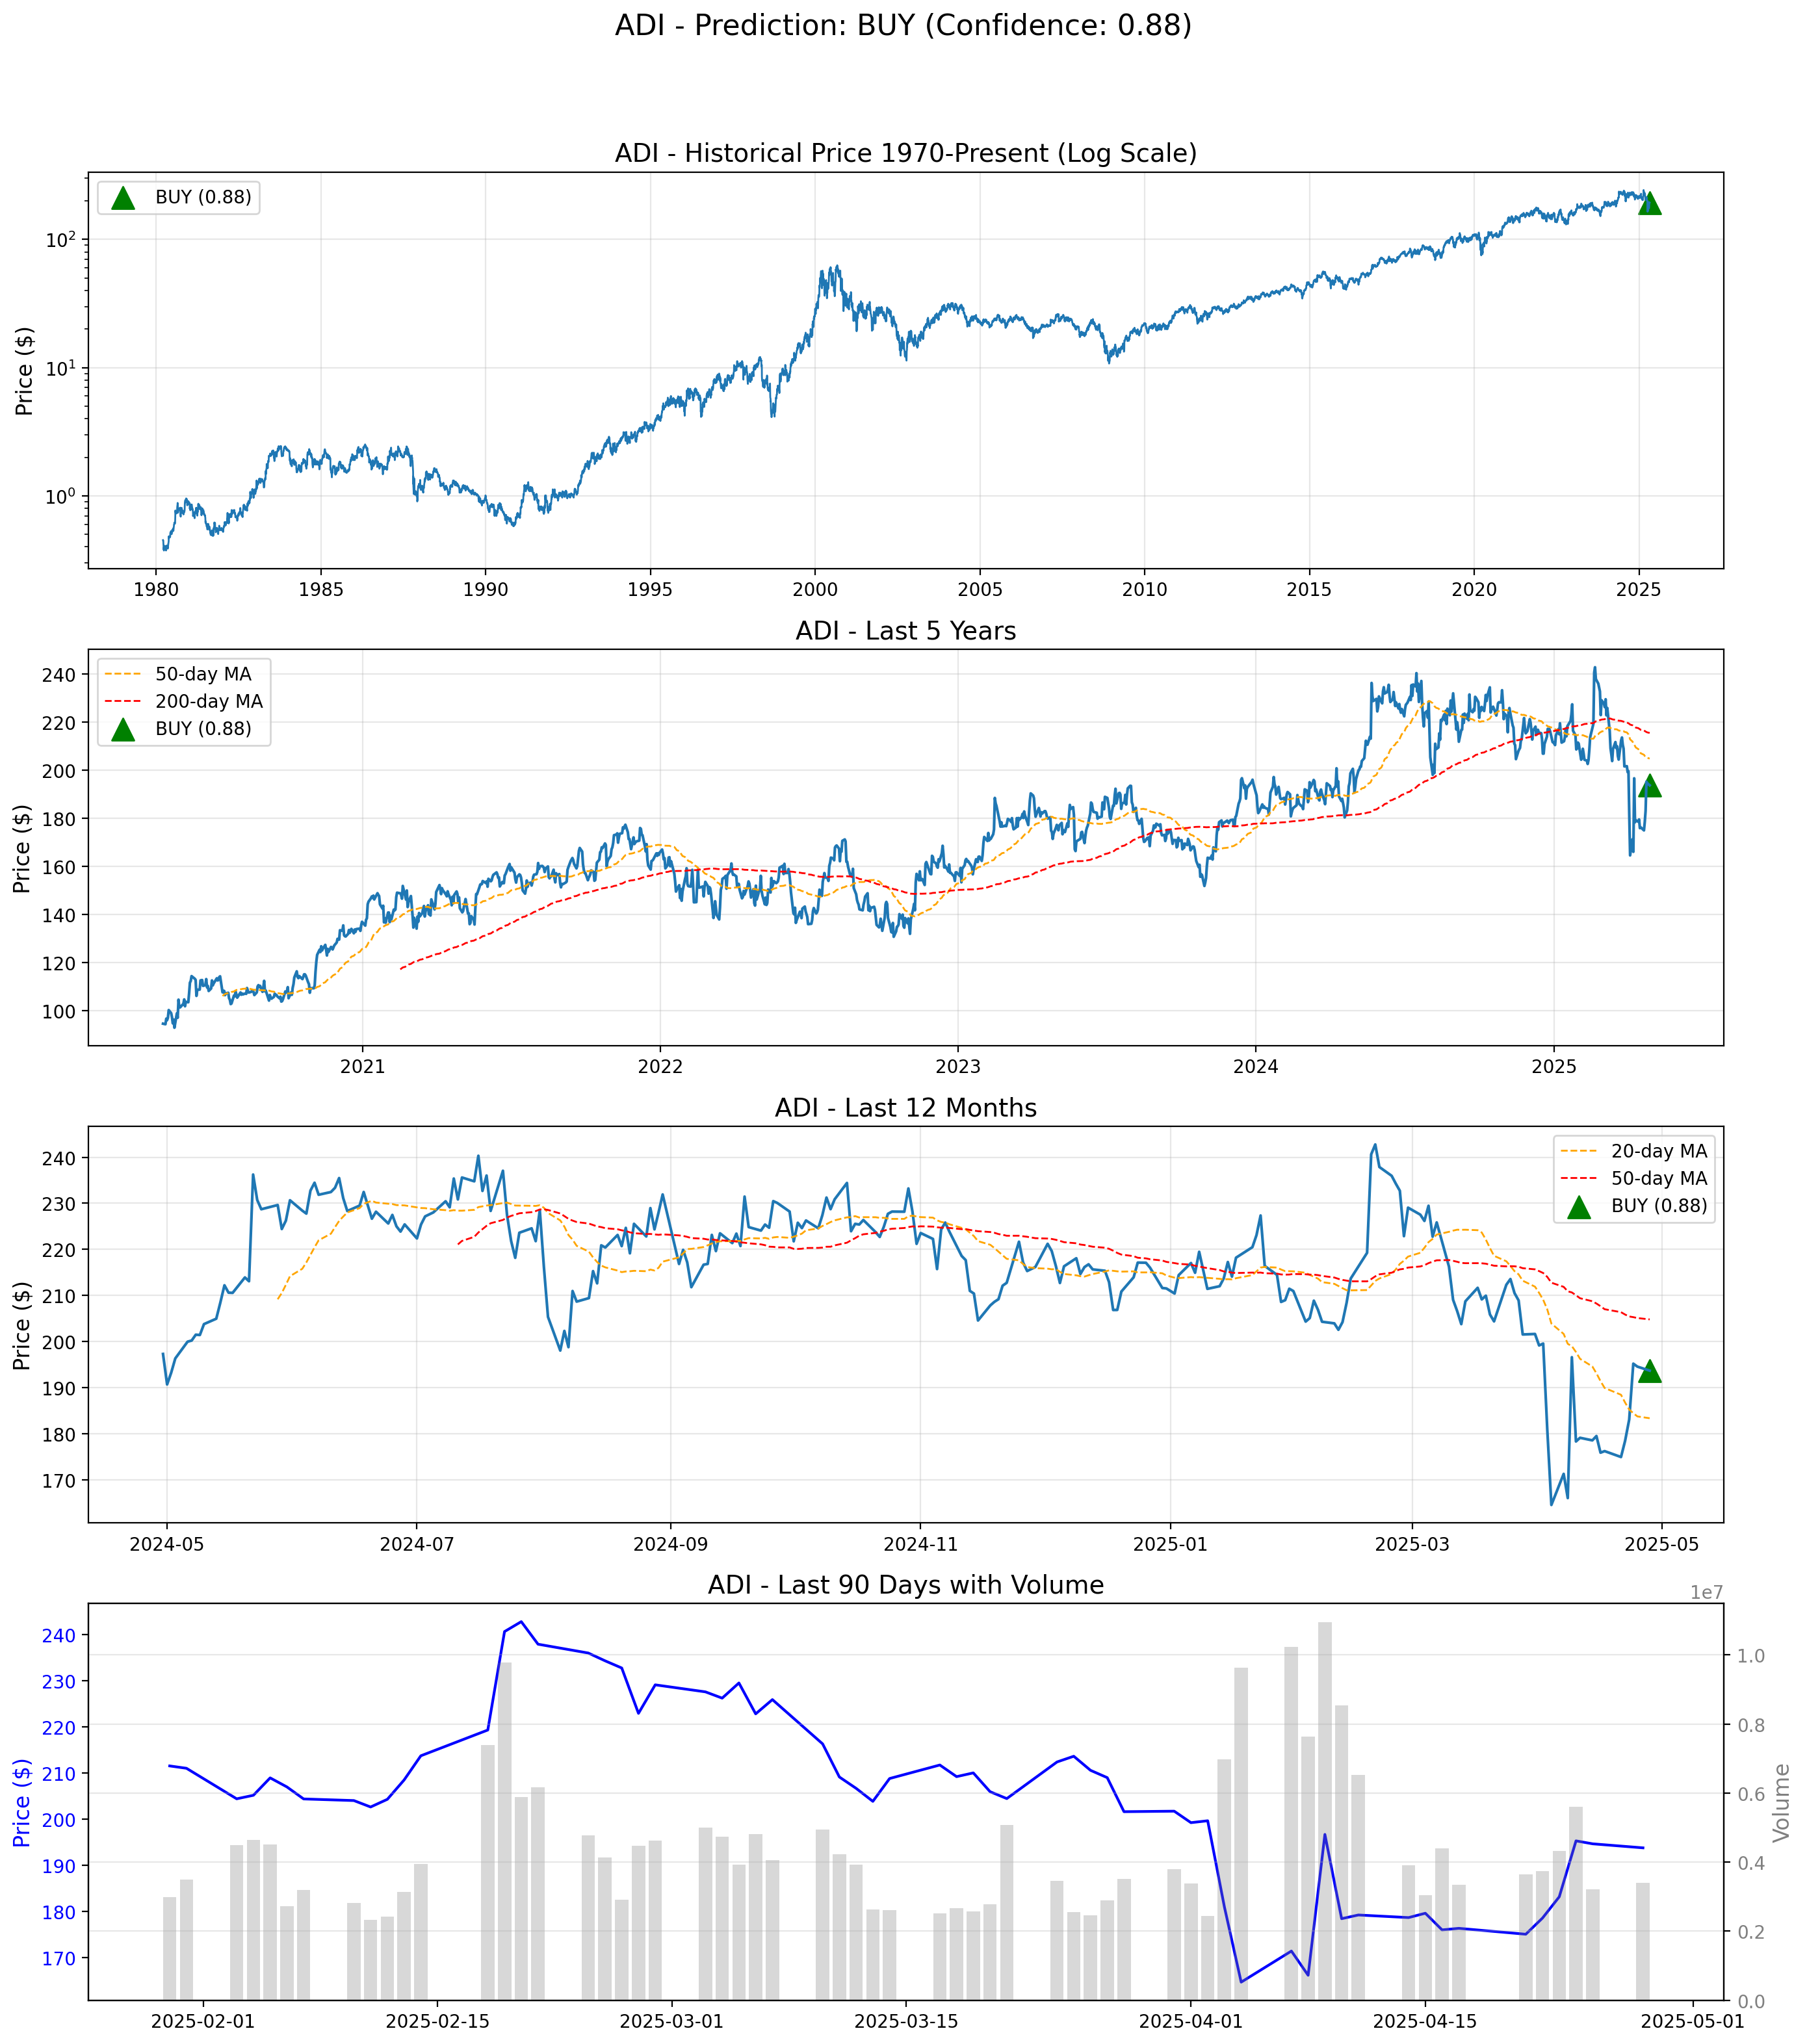 ADI - Prediction: BUY (Confidence: 0.88)
ADI - Historical Price 1970-Present (Log Scale)
BUY (0.88)
Price ($)
10²
10¹
10⁰
1980 1985 1990 1995 2000 2005 2010 2015 2020 2025
ADI - Last 5 Years
50-day MA
200-day MA
BUY (0.88)
Price ($)
240
220
200
180
160
140
120
100
2021 2022 2023 2024 2025
ADI - Last 12 Months
20-day MA
50-day MA
BUY (0.88)
Price ($)
240
230
220
210
200
190
180
170
2024-05 2024-07 2024-09 2024-11 2025-01 2025-03 2025-05
ADI - Last 90 Days with Volume
1e7
Price ($)
240
230
220
210
200
190
180
170
1.0
0.8
0.6
0.4
0.2
0.0
Volume
2025-02-01 2025-02-15 2025-03-01 2025-03-15 2025-04-01 2025-04-15 2025-05-01